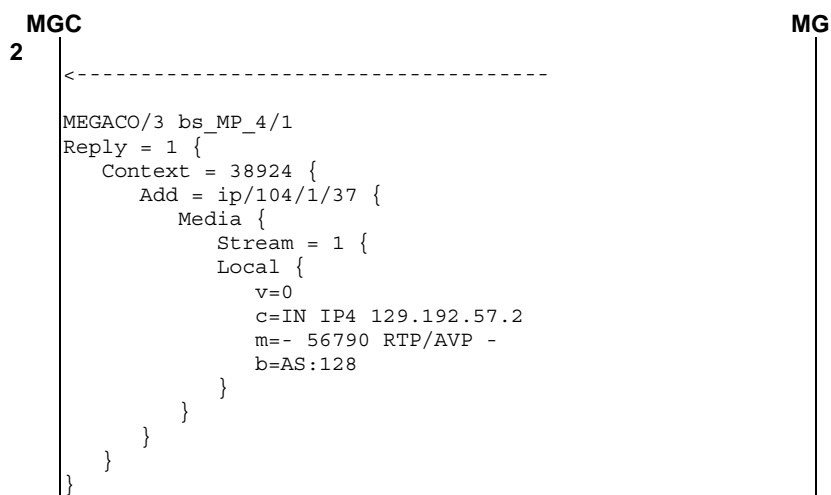 MGC MG
2
<-------------------------------------
MEGACO/3 bs_MP_4/1
Reply = 1 {
   Context = 38924 {
      Add = ip/104/1/37 {
         Media {
            Stream = 1 {
            Local {
               v=0
               c=IN IP4 129.192.57.2
               m=- 56790 RTP/AVP -
               b=AS:128
            }
         }
      }
   }
}